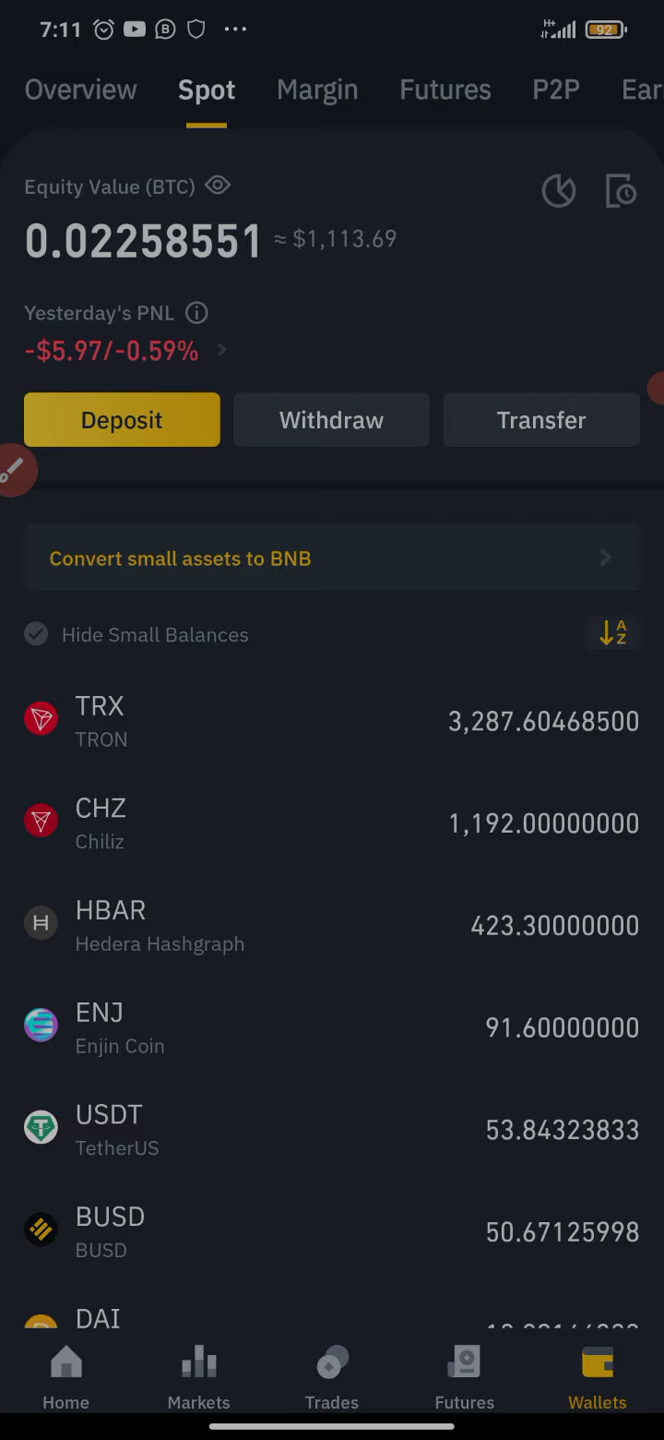 7:11
92
Overview Spot Margin Futures P2P Ear
Equity Value (BTC)
0.02258551 ≈ $1,113.69
Yesterday's PNL
-$5.97/-0.59%
Deposit Withdraw Transfer
Convert small assets to BNB
Hide Small Balances
TRX 3,287.60468500
TRON
CHZ 1,192.00000000
Chiliz
HBAR 423.30000000
Hedera Hashgraph
ENJ 91.60000000
Enjin Coin
USDT 53.84323833
TetherUS
BUSD 50.67125998
BUSD
DAI
Home Markets Trades Futures Wallets